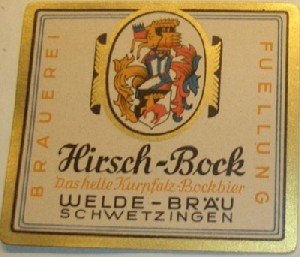 BRAUEREI
FUELLUNG
Hirsch-Bock
Das helle Kurpfalz-Bockbier
WELDE-BRÄU
SCHWETZINGEN